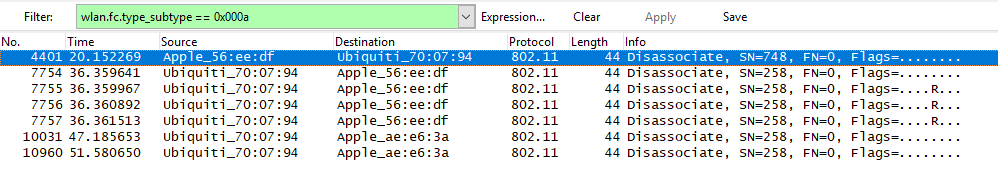 Filter: wlan.fc.type_subtype == 0x000a Expression... Clear Apply Save
No. Time Source Destination Protocol Length Info
4401 20.152269 Apple_56:ee:df Ubiquiti_70:07:94 802.11 44 Disassociate, SN=748, FN=0, Flags=........
7754 36.359641 Ubiquiti_70:07:94 Apple_56:ee:df 802.11 44 Disassociate, SN=258, FN=0, Flags=........
7755 36.359967 Ubiquiti_70:07:94 Apple_56:ee:df 802.11 44 Disassociate, SN=258, FN=0, Flags=....R...
7756 36.360892 Ubiquiti_70:07:94 Apple_56:ee:df 802.11 44 Disassociate, SN=258, FN=0, Flags=....R...
7757 36.361513 Ubiquiti_70:07:94 Apple_56:ee:df 802.11 44 Disassociate, SN=258, FN=0, Flags=....R...
10031 47.185653 Ubiquiti_70:07:94 Apple_ae:e6:3a 802.11 44 Disassociate, SN=258, FN=0, Flags=........
10960 51.580650 Ubiquiti_70:07:94 Apple_ae:e6:3a 802.11 44 Disassociate, SN=258, FN=0, Flags=........